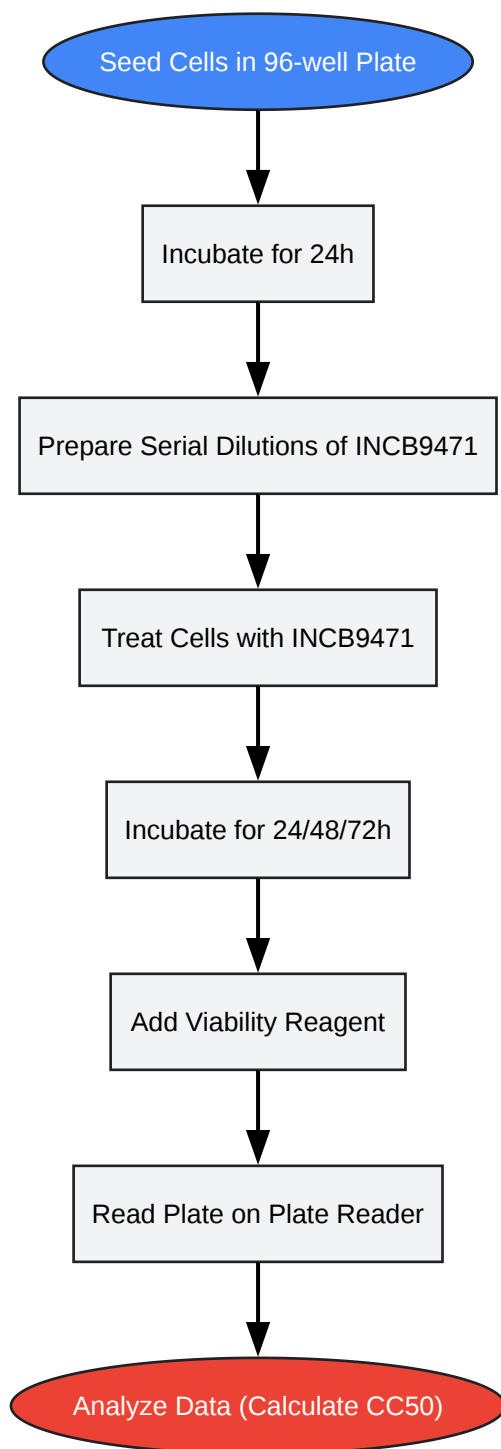 Seed Cells in 96-well Plate
Incubate for 24h
Prepare Serial Dilutions of INCB9471
Treat Cells with INCB9471
Incubate for 24/48/72h
Add Viability Reagent
Read Plate on Plate Reader
Analyze Data (Calculate CC50)